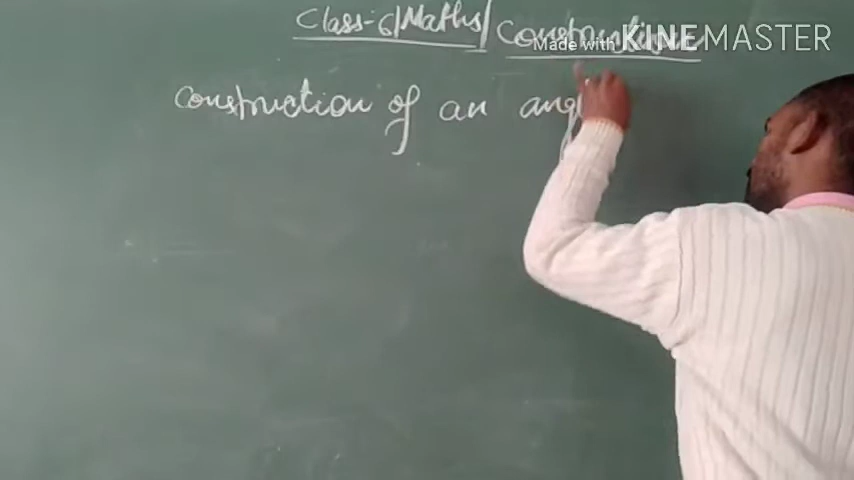 Class-6/Maths/Construction
Made with KINEMASTER
Construction of an ang